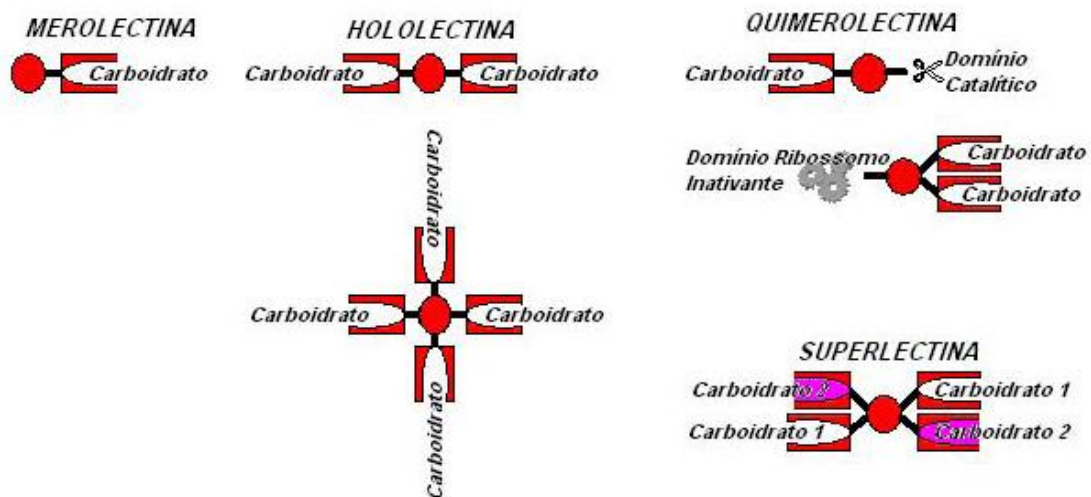 MEROLECTINA
Carboidrato
HOLOLECTINA
Carboidrato Carboidrato
Carboidrato
Carboidrato Carboidrato
Carboidrato
QUIMEROLECTINA
Carboidrato Domínio
Catalítico
Domínio Ribossomo Carboidrato
Inativante Carboidrato
SUPERLECTINA
Carboidrato 2 Carboidrato 1
Carboidrato 1 Carboidrato 2